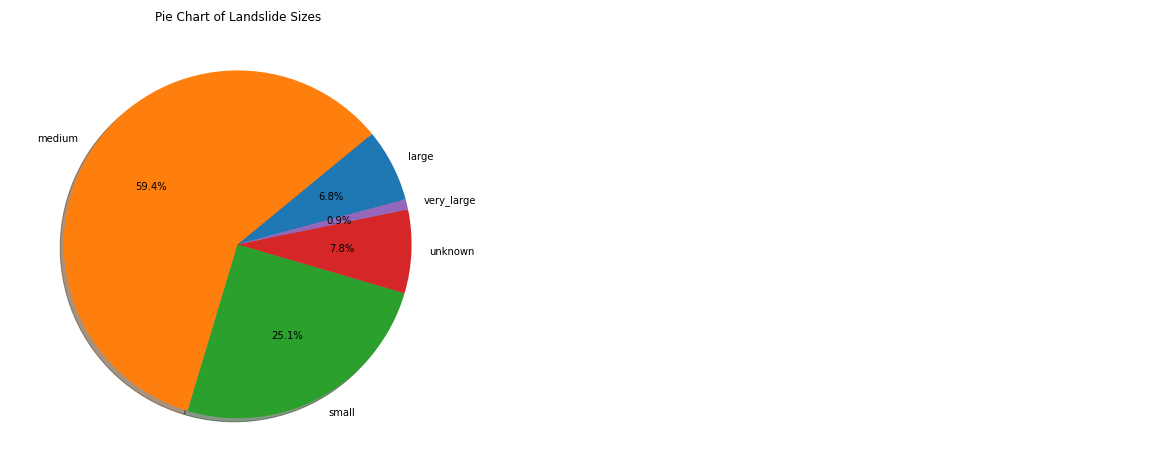 Pie Chart of Landslide Sizes
medium
59.4%
large
6.8%
very_large
0.9%
unknown
7.8%
25.1%
small